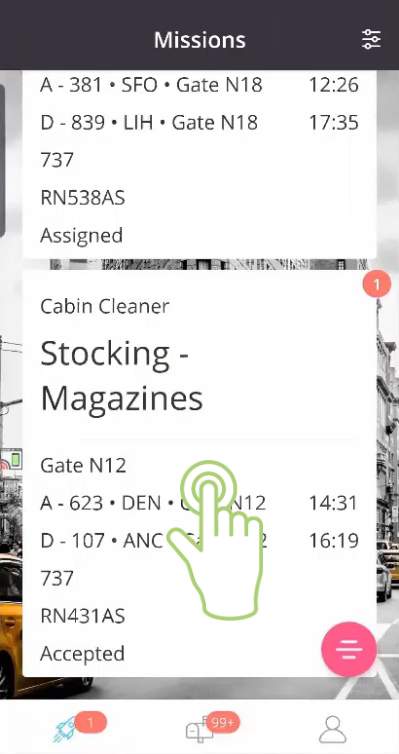 Missions
A - 381 • SFO • Gate N18 12:26
D - 839 • LIH • Gate N18 17:35
737
RN538AS
Assigned
1
Cabin Cleaner
Stocking -
Magazines
Gate N12
A - 623 • DEN • N12 14:31
D - 107 • ANC 2 16:19
737
RN431AS
Accepted
1 99+